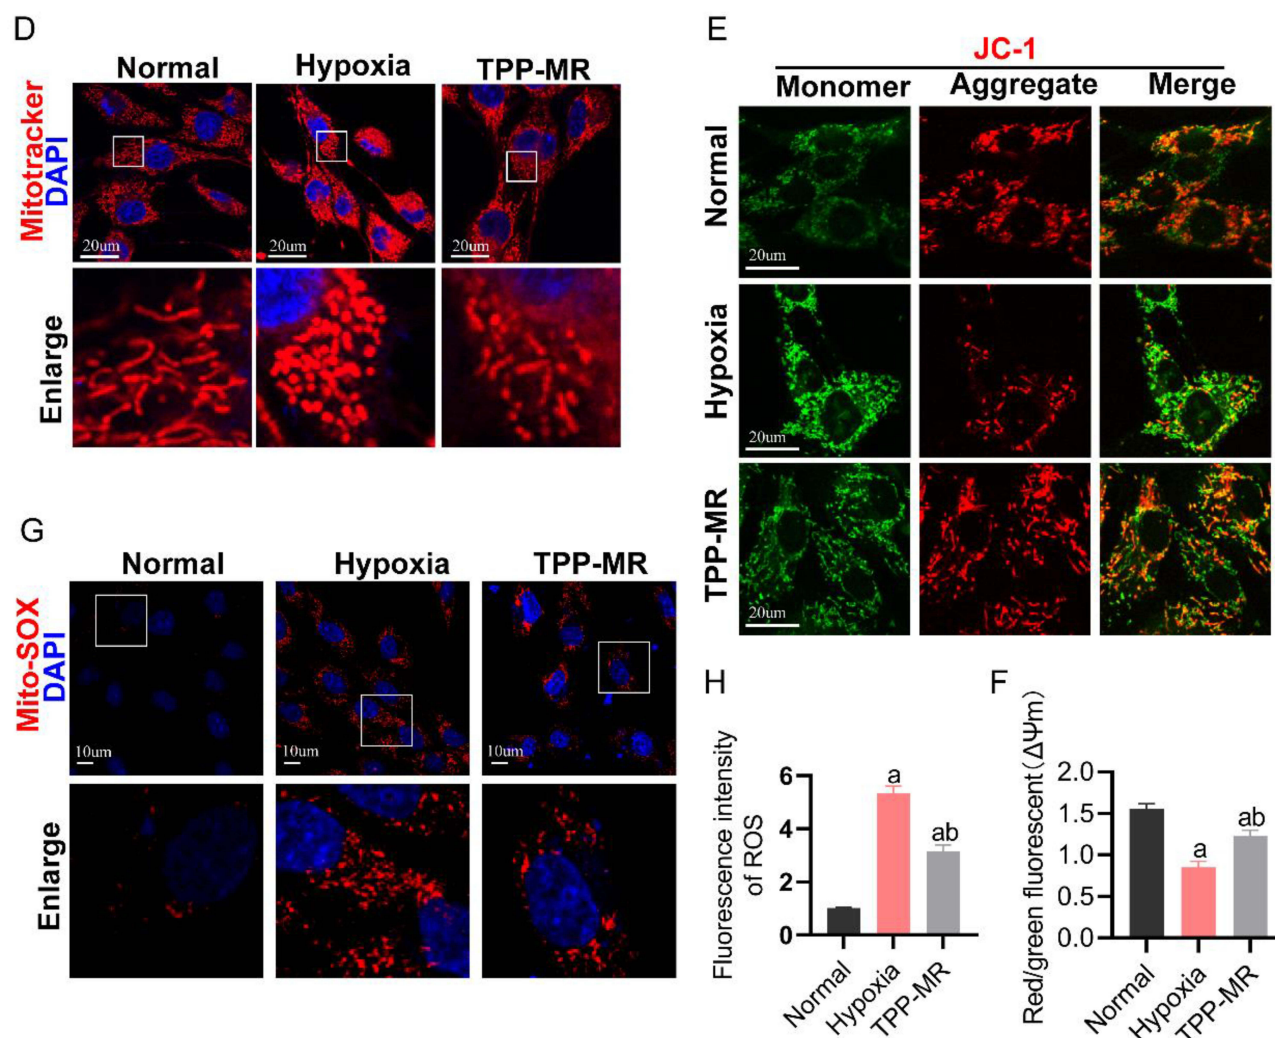 D
Normal
Hypoxia
TPP-MR
Mitotracker
DAPI
20um
20um
20um
Enlarge
E
JC-1
Monomer
Aggregate
Merge
Normal
20um
Hypoxia
20um
TPP-MR
20um
G
Normal
Hypoxia
TPP-MR
Mito-SOX
DAPI
10um
10um
10um
Enlarge
H
Fluorescence intensity
of ROS
6
4
2
0
a
ab
Normal
Hypoxia
TPP-MR
F
Red/green fluorescent(ΔΨm)
2.0
1.5
1.0
0.5
0.0
a
ab
Normal
Hypoxia
TPP-MR